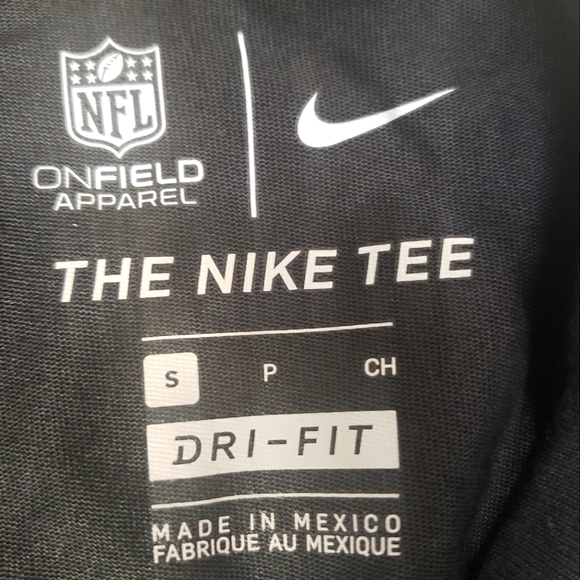 NFL
ONFIELD
APPAREL
THE NIKE TEE
S P CH
DRI-FIT
MADE IN MEXICO
FABRIQUE AU MEXIQUE